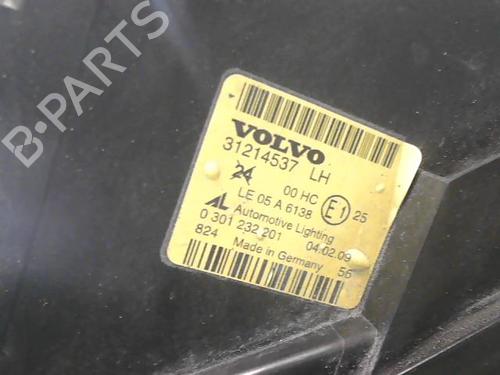 B-PARTS
VOLVO
31214537 LH
24 00 HC E1 25
LE 05 A 6138
AL Automotive Lighting
0 301 232 201 04.02.09
824 Made in Germany 56